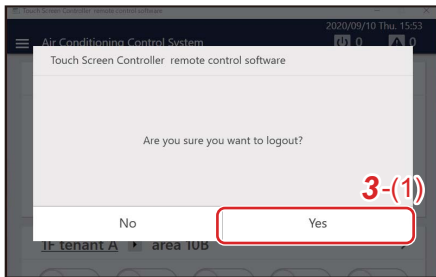 Touch Screen Controller remote control software
2020/09/10 Thu. 15:53
Air Conditioning Control System
0
0
Touch Screen Controller remote control software
Are you sure you want to logout?
3-(1)
No
Yes
1F tenant A
area 10B